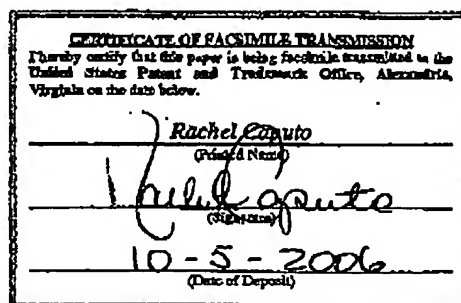 CERTIFICATE OF FACSIMILE TRANSMISSION
I hereby certify that this paper is being facsimile transmitted to the
United States Patent and Trademark Office, Alexandria,
Virginia on the date below.
Rachel Caputo
(Printed Name)
Rachel Caputo
(Signature)
10-5-2006
(Date of Deposit)